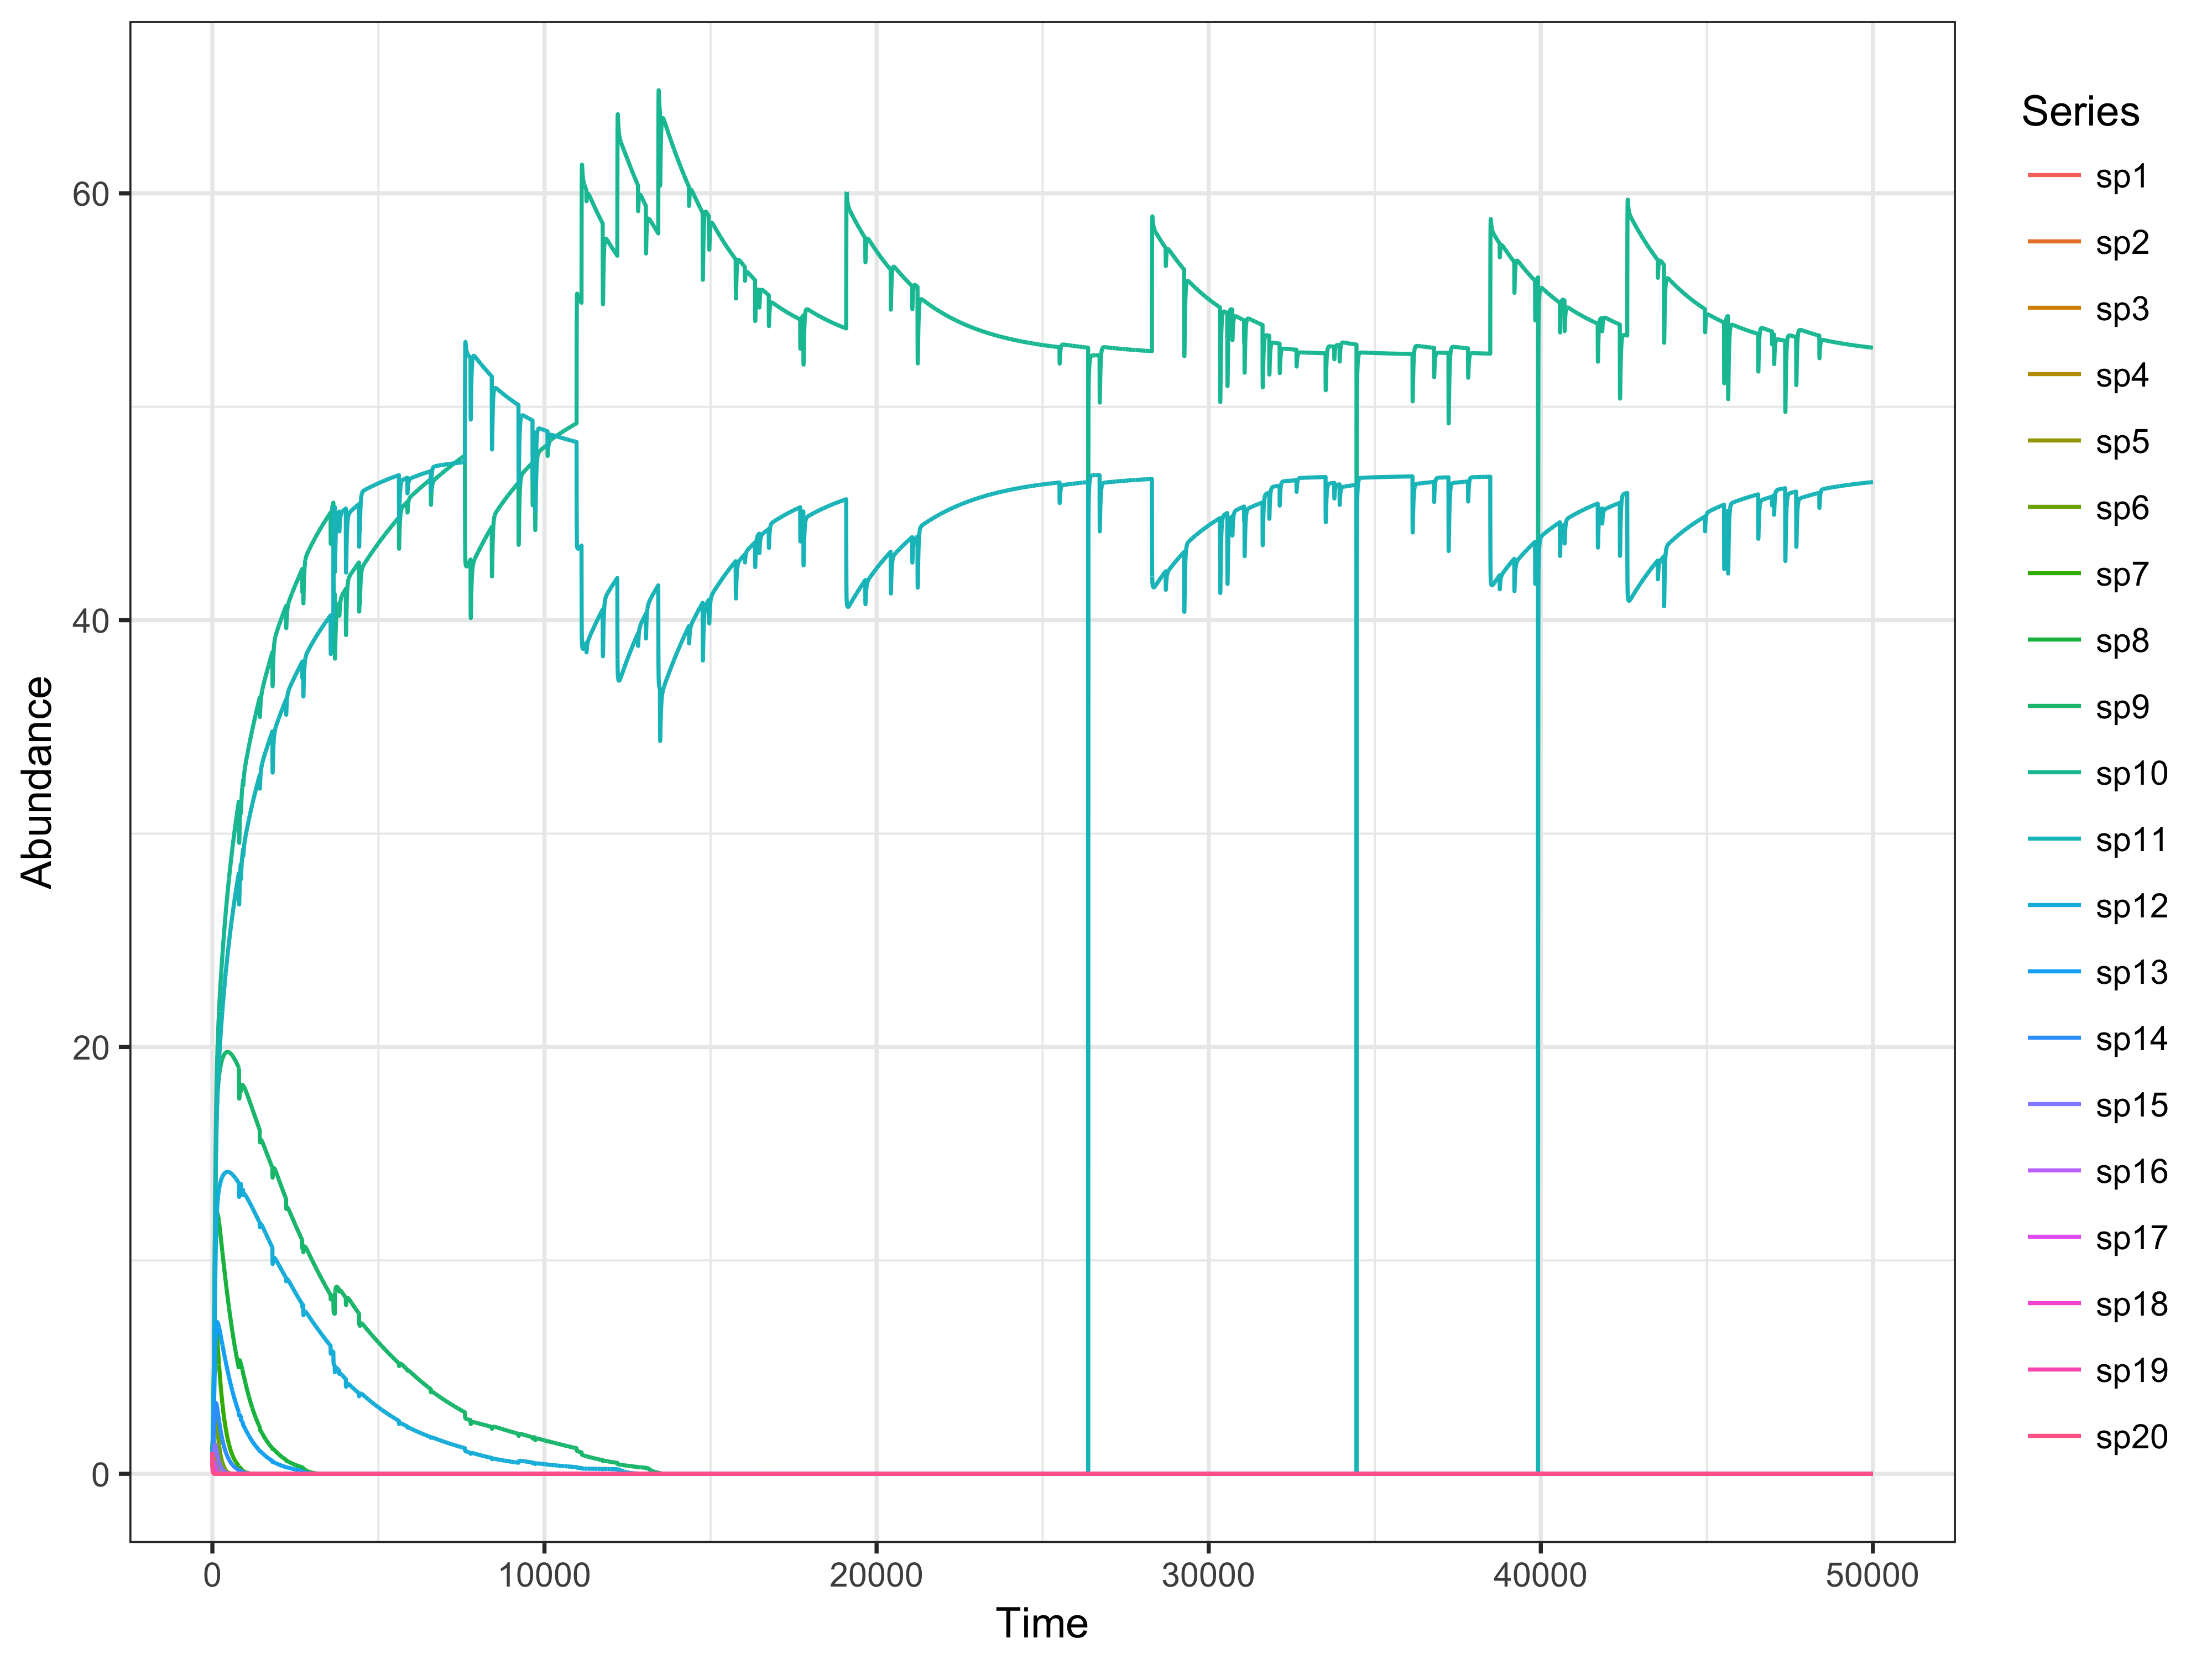 Abundance
60
40
20
0
0 10000 20000 30000 40000 50000
Time
Series
sp1
sp2
sp3
sp4
sp5
sp6
sp7
sp8
sp9
sp10
sp11
sp12
sp13
sp14
sp15
sp16
sp17
sp18
sp19
sp20